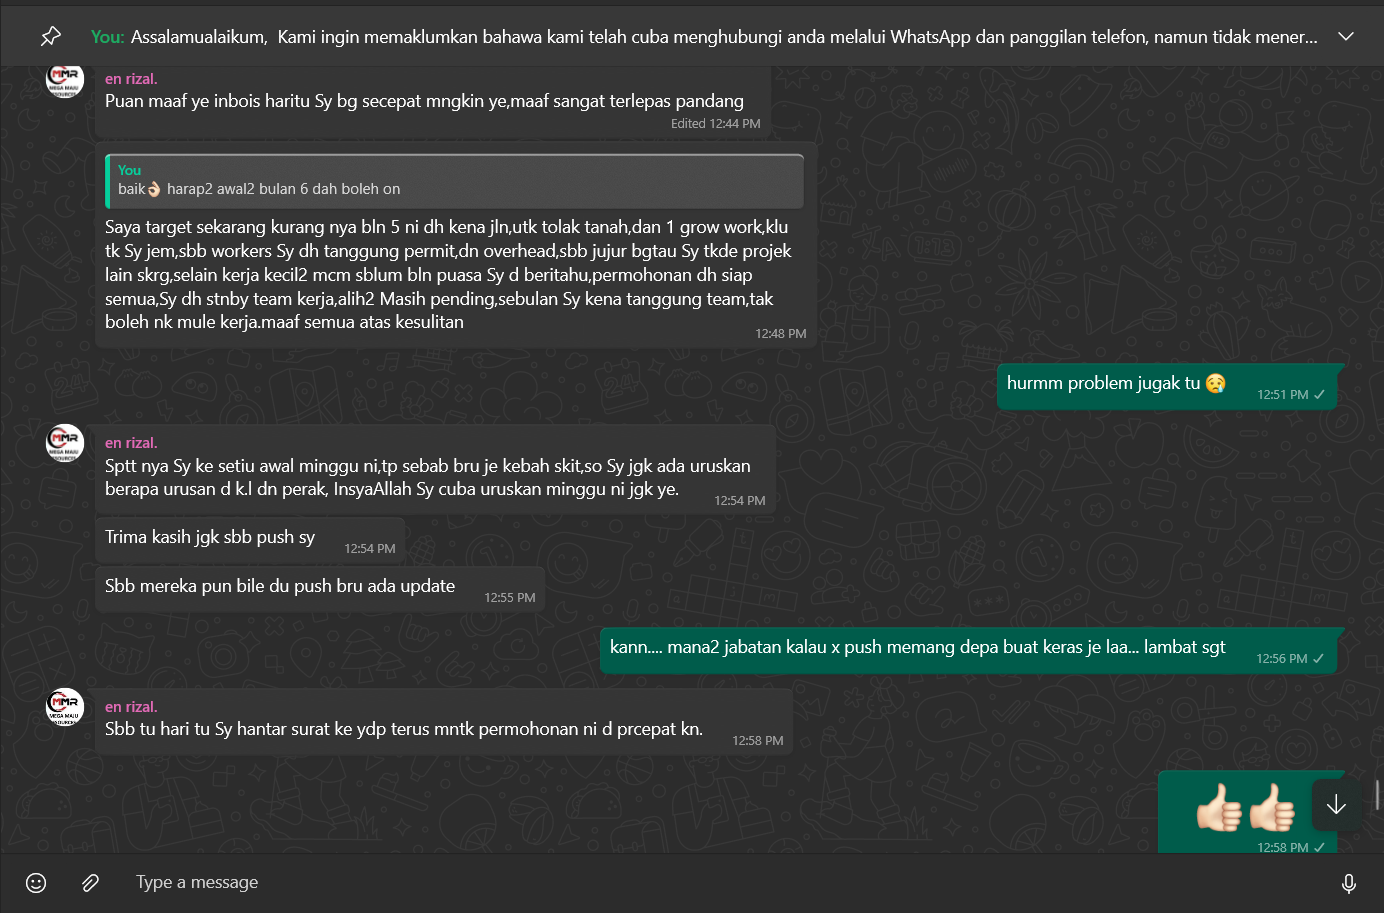 You: Assalamualaikum,  Kami ingin memaklumkan bahawa kami telah cuba menghubungi anda melalui WhatsApp dan panggilan telefon, namun tidak mener...
MMR
MEGA MAJU
RESOURCES
en rizal.
Puan maaf ye inbois haritu Sy bg secepat mngkin ye,maaf sangat terlepas pandang
Edited 12:44 PM
You
baik👌🏻 harap2 awal2 bulan 6 dah boleh on
Saya target sekarang kurang nya bln 5 ni dh kena jln,utk tolak tanah,dan 1 grow work,klu
tk Sy jem,sbb workers Sy dh tanggung permit,dn overhead,sbb jujur bgtau Sy tkde projek
lain skrg,selain kerja kecil2 mcm sblum bln puasa Sy d beritahu,permohonan dh siap
semua,Sy dh stnby team kerja,alih2 Masih pending,sebulan Sy kena tanggung team,tak
boleh nk mule kerja.maaf semua atas kesulitan
12:48 PM
hurmm problem jugak tu 😥
12:51 PM
MMR
MEGA MAJU
RESOURCES
en rizal.
Sptt nya Sy ke setiu awal minggu ni,tp sebab bru je kebah skit,so Sy jgk ada uruskan
berapa urusan d k.l dn perak, InsyaAllah Sy cuba uruskan minggu ni jgk ye.
12:54 PM
Trima kasih jgk sbb push sy
12:54 PM
Sbb mereka pun bile du push bru ada update
12:55 PM
kann.... mana2 jabatan kalau x push memang depa buat keras je laa... lambat sgt
12:56 PM
MMR
MEGA MAJU
RESOURCES
en rizal.
Sbb tu hari tu Sy hantar surat ke ydp terus mntk permohonan ni d prcepat kn.
12:58 PM
👍🏻👍🏻
12:58 PM
Type a message